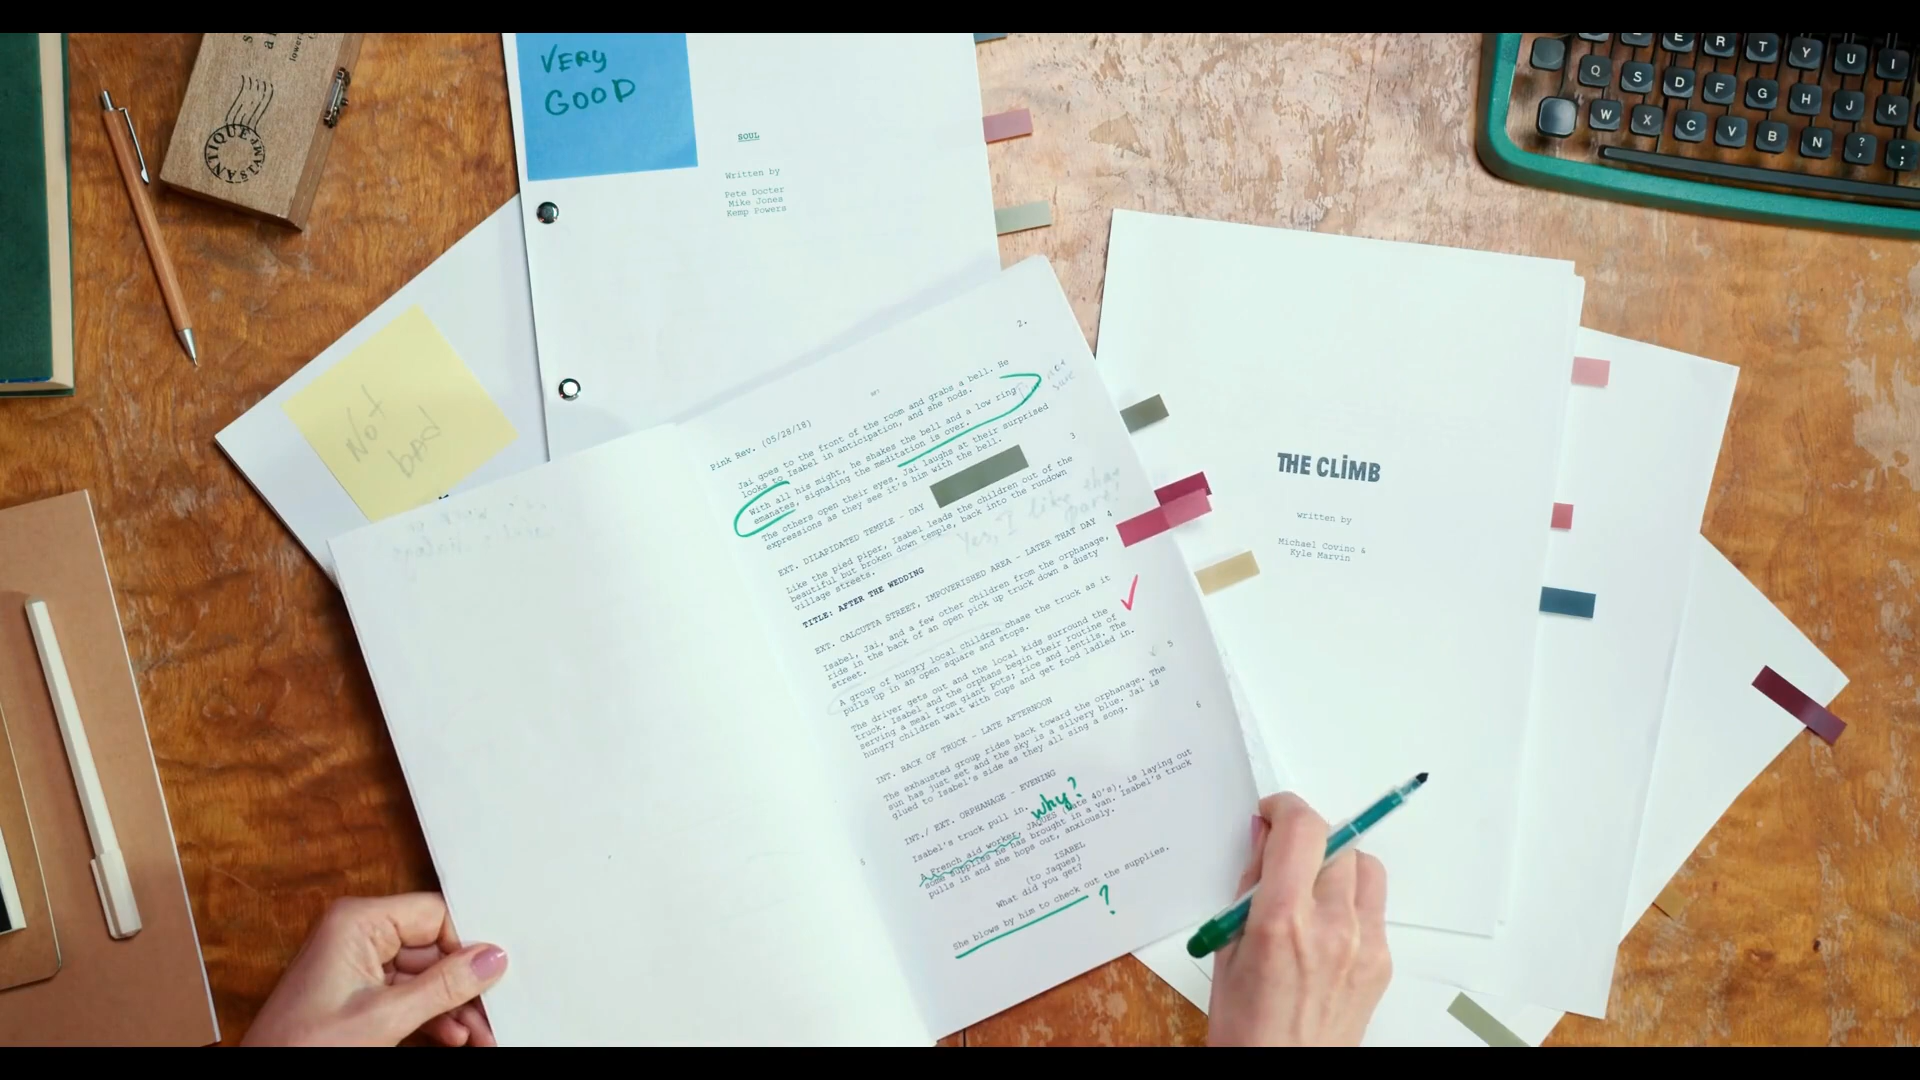 VERY
GOOD
SOUL
Written by
Pete Docter
Mike Jones
Kemp Powers
ANTIQUE
NOT
bad
Q W E R T Y U I
Q S D F G H J K
W X C V B N ? ;
,
THE CLiMB
written by
Michael Covino &
Kyle Marvin
2.
Pink Rev. (05/28/18)
Jai goes to the front of the room and grabs a bell. He
looks to Isabel in anticipation, and she nods.
With all his might, he shakes the bell and a low ring
emanates, signaling the meditation is over.
not
sure
The others open their eyes. Jai laughs at their surprised
expressions as they see it's him with the bell.
EXT. DILAPIDATED TEMPLE - DAY
3
Like the pied piper, Isabel leads the children out of the
beautiful but broken down temple, back into the rundown
village streets.
Yes, I like this
part!
TITLE: AFTER THE WEDDING
EXT. CALCUTTA STREET, IMPOVERISHED AREA - LATER THAT DAY 4
Isabel, Jai, and a few other children from the orphanage,
ride in the back of an open pick up truck down a dusty
street.
A group of hungry local children chase the truck as it
pulls up in an open square and stops.
The driver gets out and the local kids surround the
truck. Isabel and the orphans begin their routine of
serving a meal from giant pots; rice and lentils. The
hungry children wait with cups and get food ladled in.
INT. BACK OF TRUCK - LATE AFTERNOON
5
The exhausted group rides back toward the orphanage. The
sun has just set and the sky is a silvery blue. Jai is
glued to Isabel's side as they all sing a song.
INT./ EXT. ORPHANAGE - EVENING
6
Isabel's truck pull in.
why?
A French aid worker, JAQUES (late 40's), is laying out
some supplies he has brought in a van. Isabel's truck
pulls in and she hops out, anxiously.
ISABEL
(to Jaques)
What did you get?
She blows by him to check out the supplies.
?